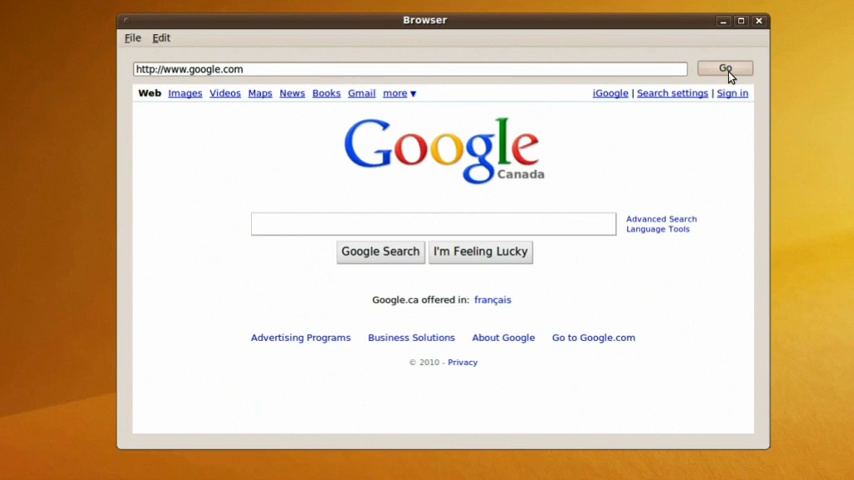 Browser
File Edit
http://www.google.com Go
Web Images Videos Maps News Books Gmail more ▼ iGoogle | Search settings | Sign in
Google
Canada
Advanced Search
Language Tools
Google Search I'm Feeling Lucky
Google.ca offered in: français
Advertising Programs Business Solutions About Google Go to Google.com
© 2010 - Privacy